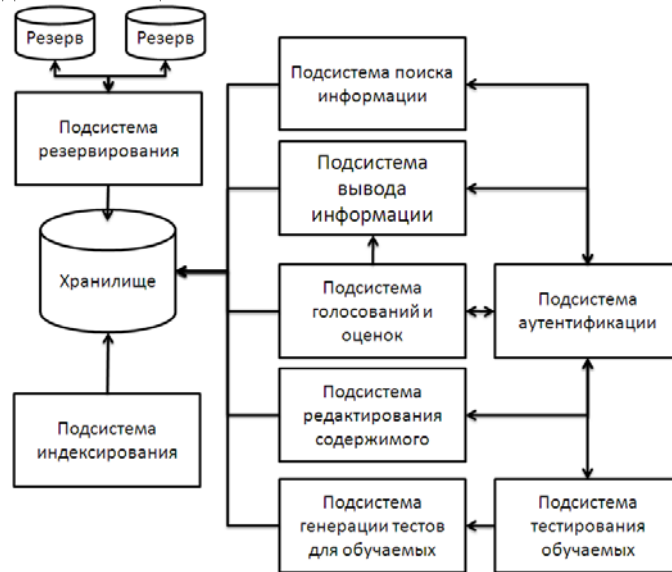 Резерв
Резерв
Подсистема
резервирования
Хранилище
Подсистема
индексирования
Подсистема поиска
информации
Подсистема
вывода
информации
Подсистема
голосований и
оценок
Подсистема
редактирования
содержимого
Подсистема
генерации тестов
для обучаемых
Подсистема
аутентификации
Подсистема
тестирования
обучаемых